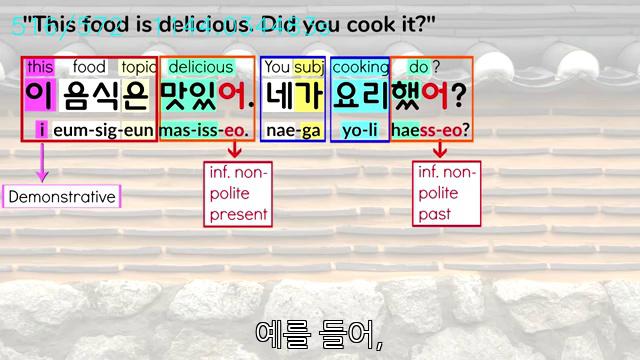 "This food is delicious. Did you cook it?"
this food topic delicious You subj cooking do ?
이 음식은 맛있어. 네가 요리했어?
i eum-sig-eun mas-iss-eo. nae-ga yo-li haess-eo?
Demonstrative
inf. non-
polite
present
inf. non-
polite
past
예를 들어,